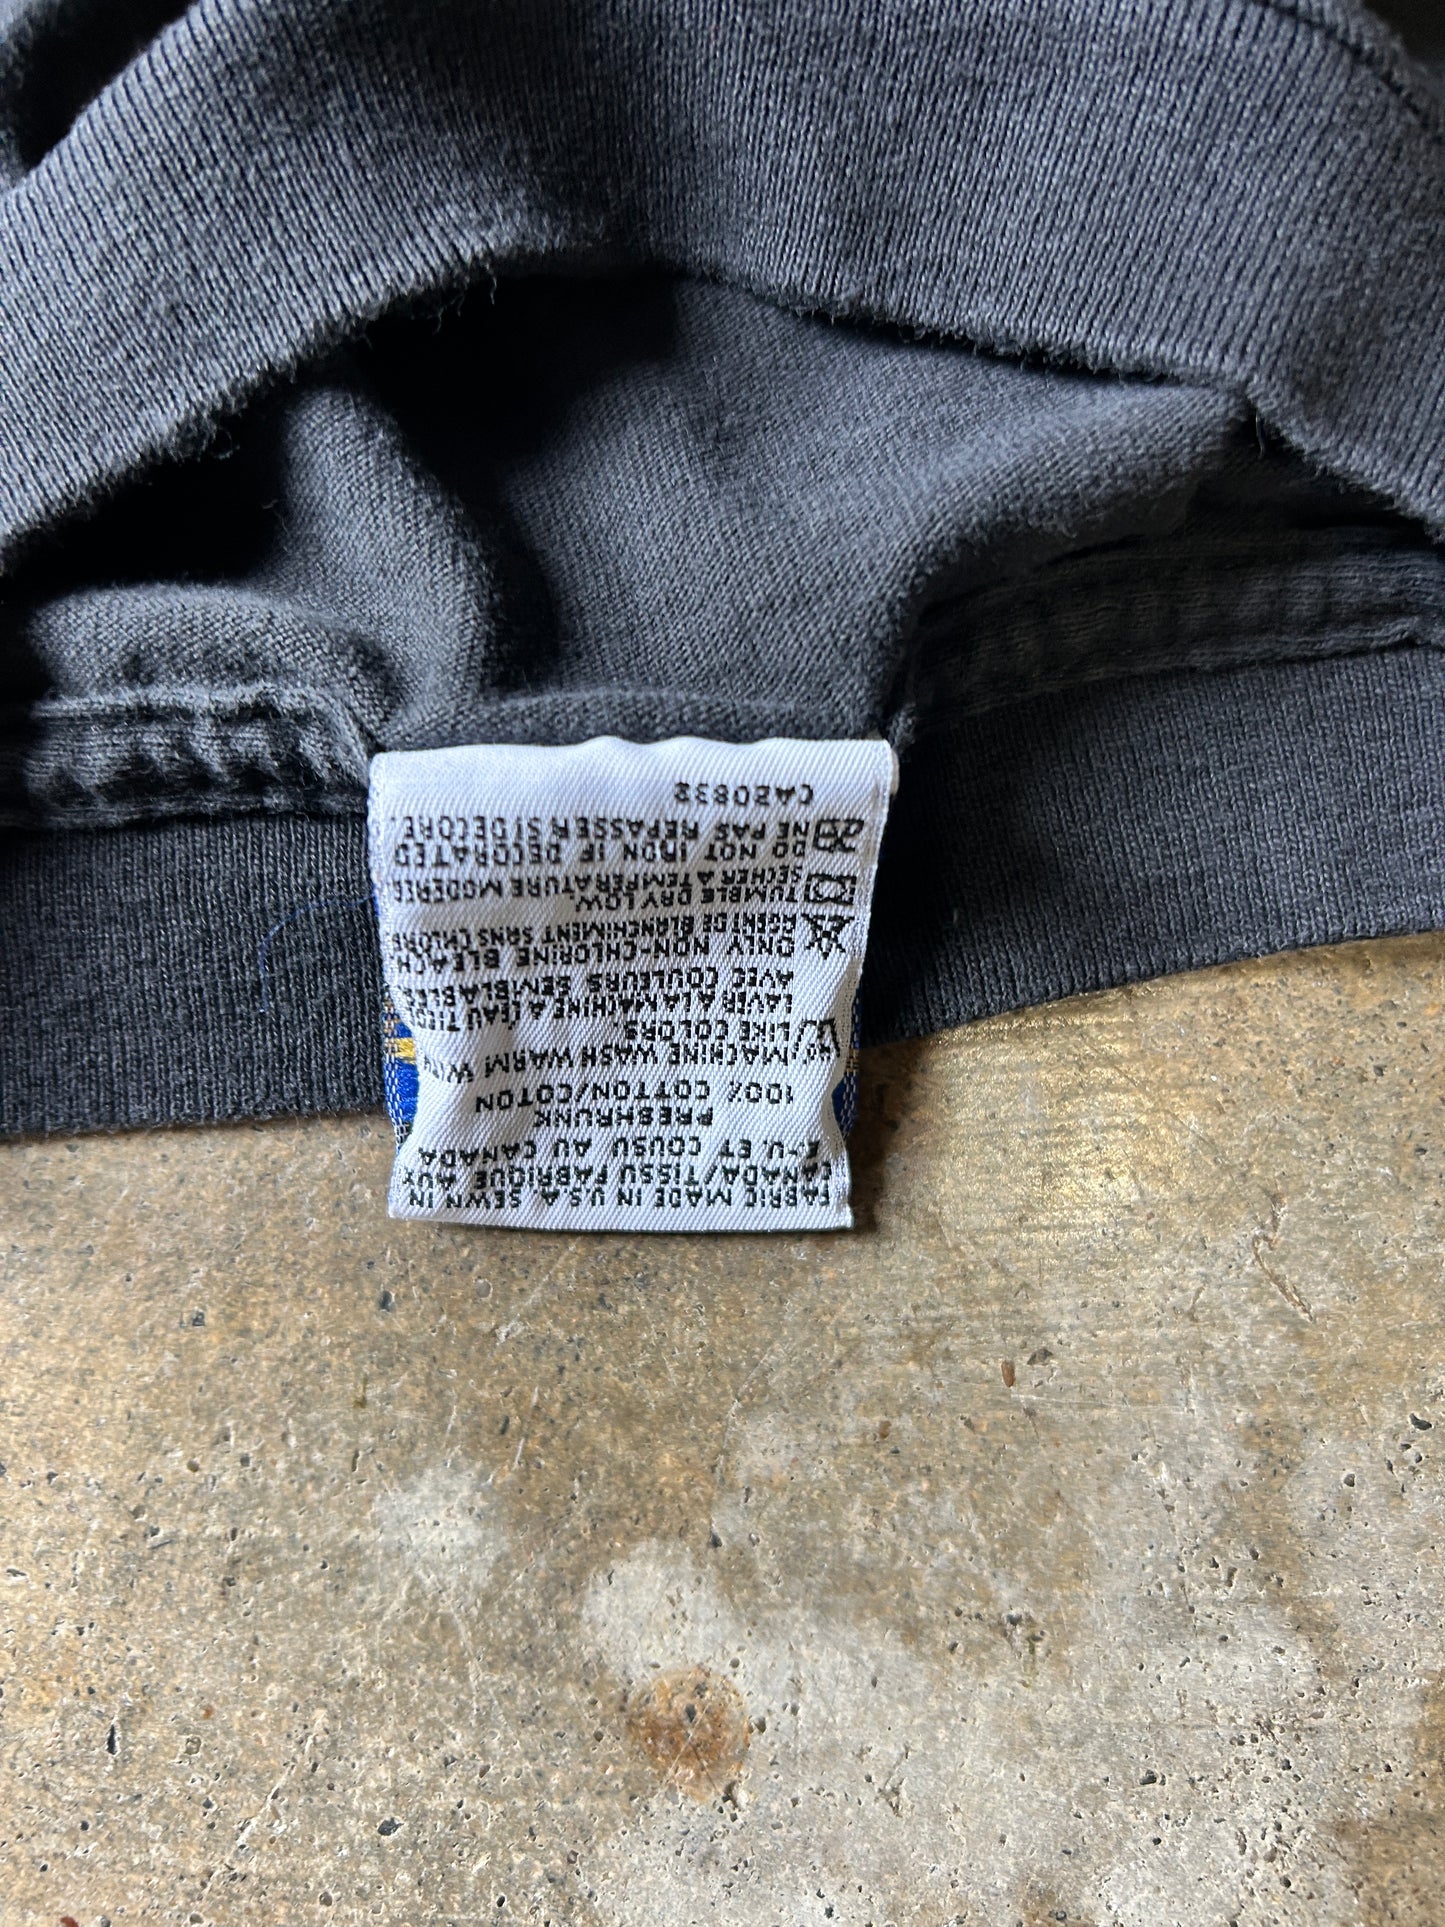 FABRIC MADE IN U.S.A. SEWN IN
CANADA/TISSU FABRIQUE AUX
E.-U. ET COUSU AU CANADA
PRESHRUNK
100% COTTON/COTON
MACHINE WASH WARM WITH
LIKE COLORS.
LAVER A LA MACHINE A L'EAU TIEDE
AVEC COULEURS SEMBLABLES.
ONLY NON-CHLORINE BLEACH
AGENT DE BLANCHIMENT SANS CHLORE
TUMBLE DRY LOW.
SECHER A TEMPERATURE MODEREE
DO NOT IRON IF DECORATED
NE PAS REPASSER SI DECORE.
CA20832